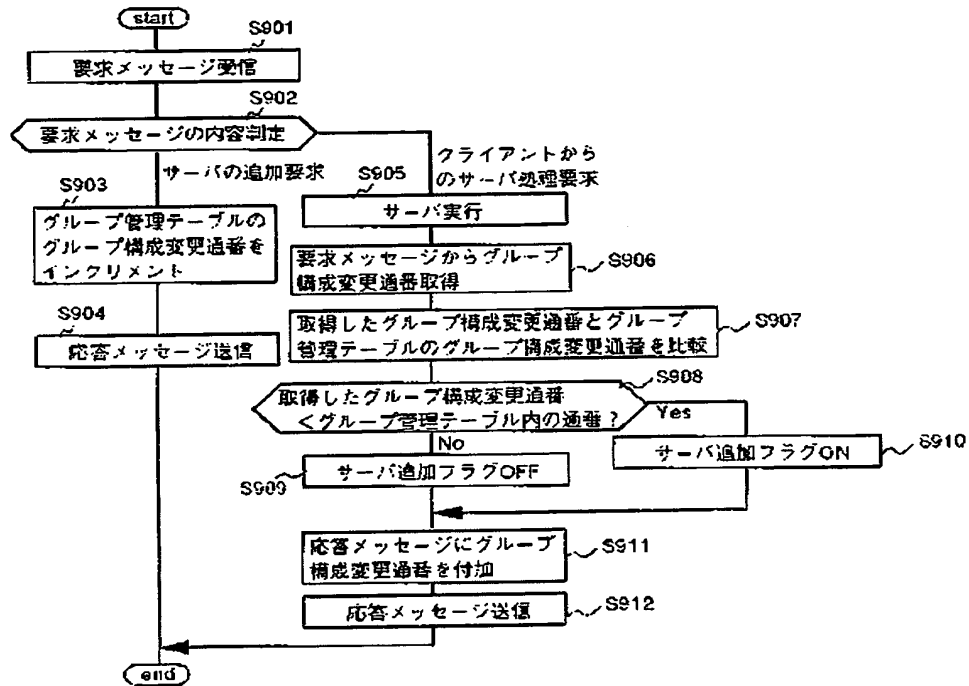 start
S901
要求メッセージ受信
S902
要求メッセージの内容判定
サーバの追加要求
クライアントから
のサーバ処理要求
S903
グループ管理テーブルの
グループ構成変更通番を
インクリメント
S904
応答メッセージ送信
S905
サーバ実行
要求メッセージからグループ
構成変更通番取得
S906
取得したグループ構成変更通番とグループ
管理テーブルのグループ構成変更通番を比較
S907
S908
取得したグループ構成変更通番
<グループ管理テーブル内の通番?
Yes
No
サーバ追加フラグOFF
S909
サーバ追加フラグON
S910
応答メッセージにグループ
構成変更通番を付加
S911
応答メッセージ送信
S912
end